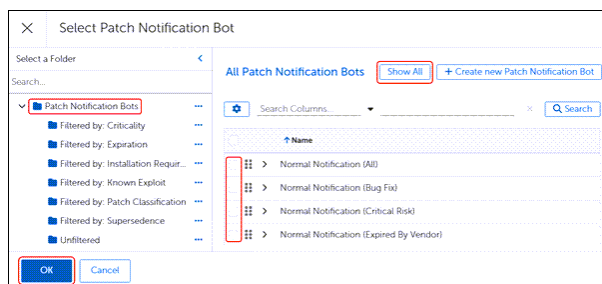 Select Patch Notification Bot
Select a Folder
Search...
Patch Notification Bots
Filtered by: Criticality
Filtered by: Expiration
Filtered by: Installation Requir...
Filtered by: Known Exploit
Filtered by: Patch Classification
Filtered by: Supersedence
Unfiltered
All Patch Notification Bots
Show All
+ Create new Patch Notification Bot
Search Columns...
Search
Name
Normal Notification (All)
Normal Notification (Bug Fix)
Normal Notification (Critical Risk)
Normal Notification (Expired By Vendor)
OK
Cancel